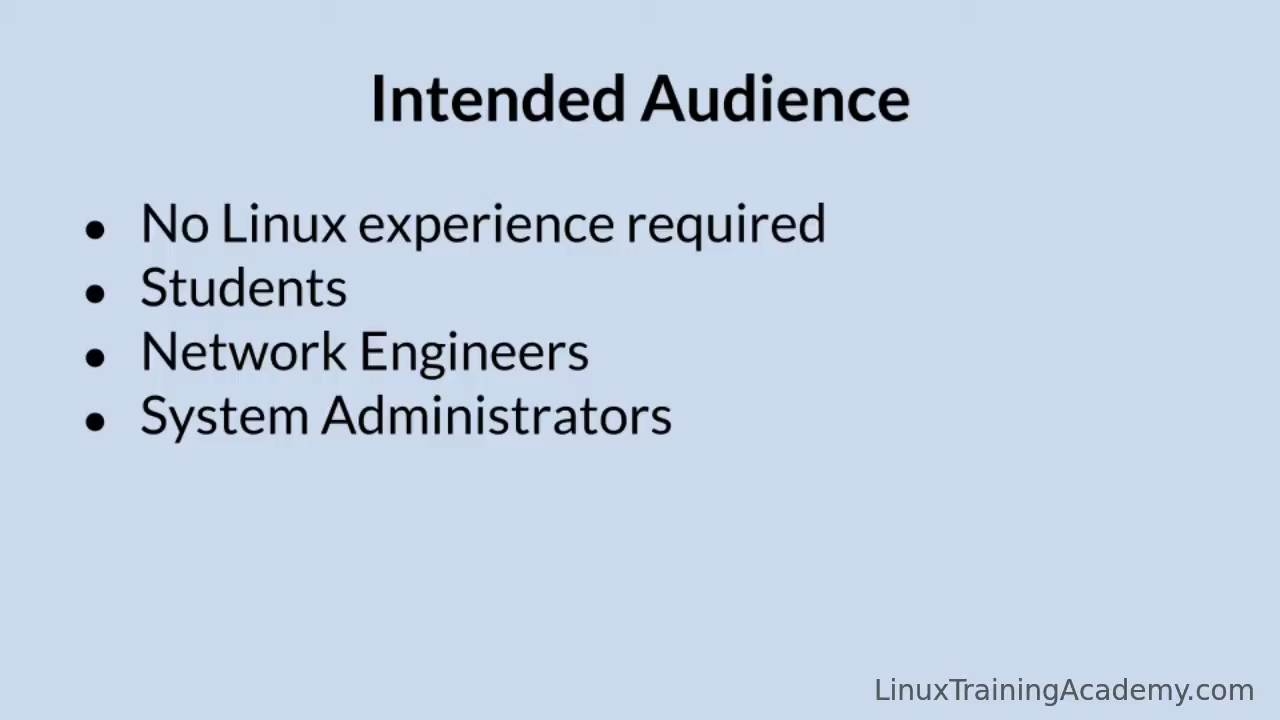 Intended Audience
● No Linux experience required
● Students
● Network Engineers
● System Administrators
LinuxTrainingAcademy.com